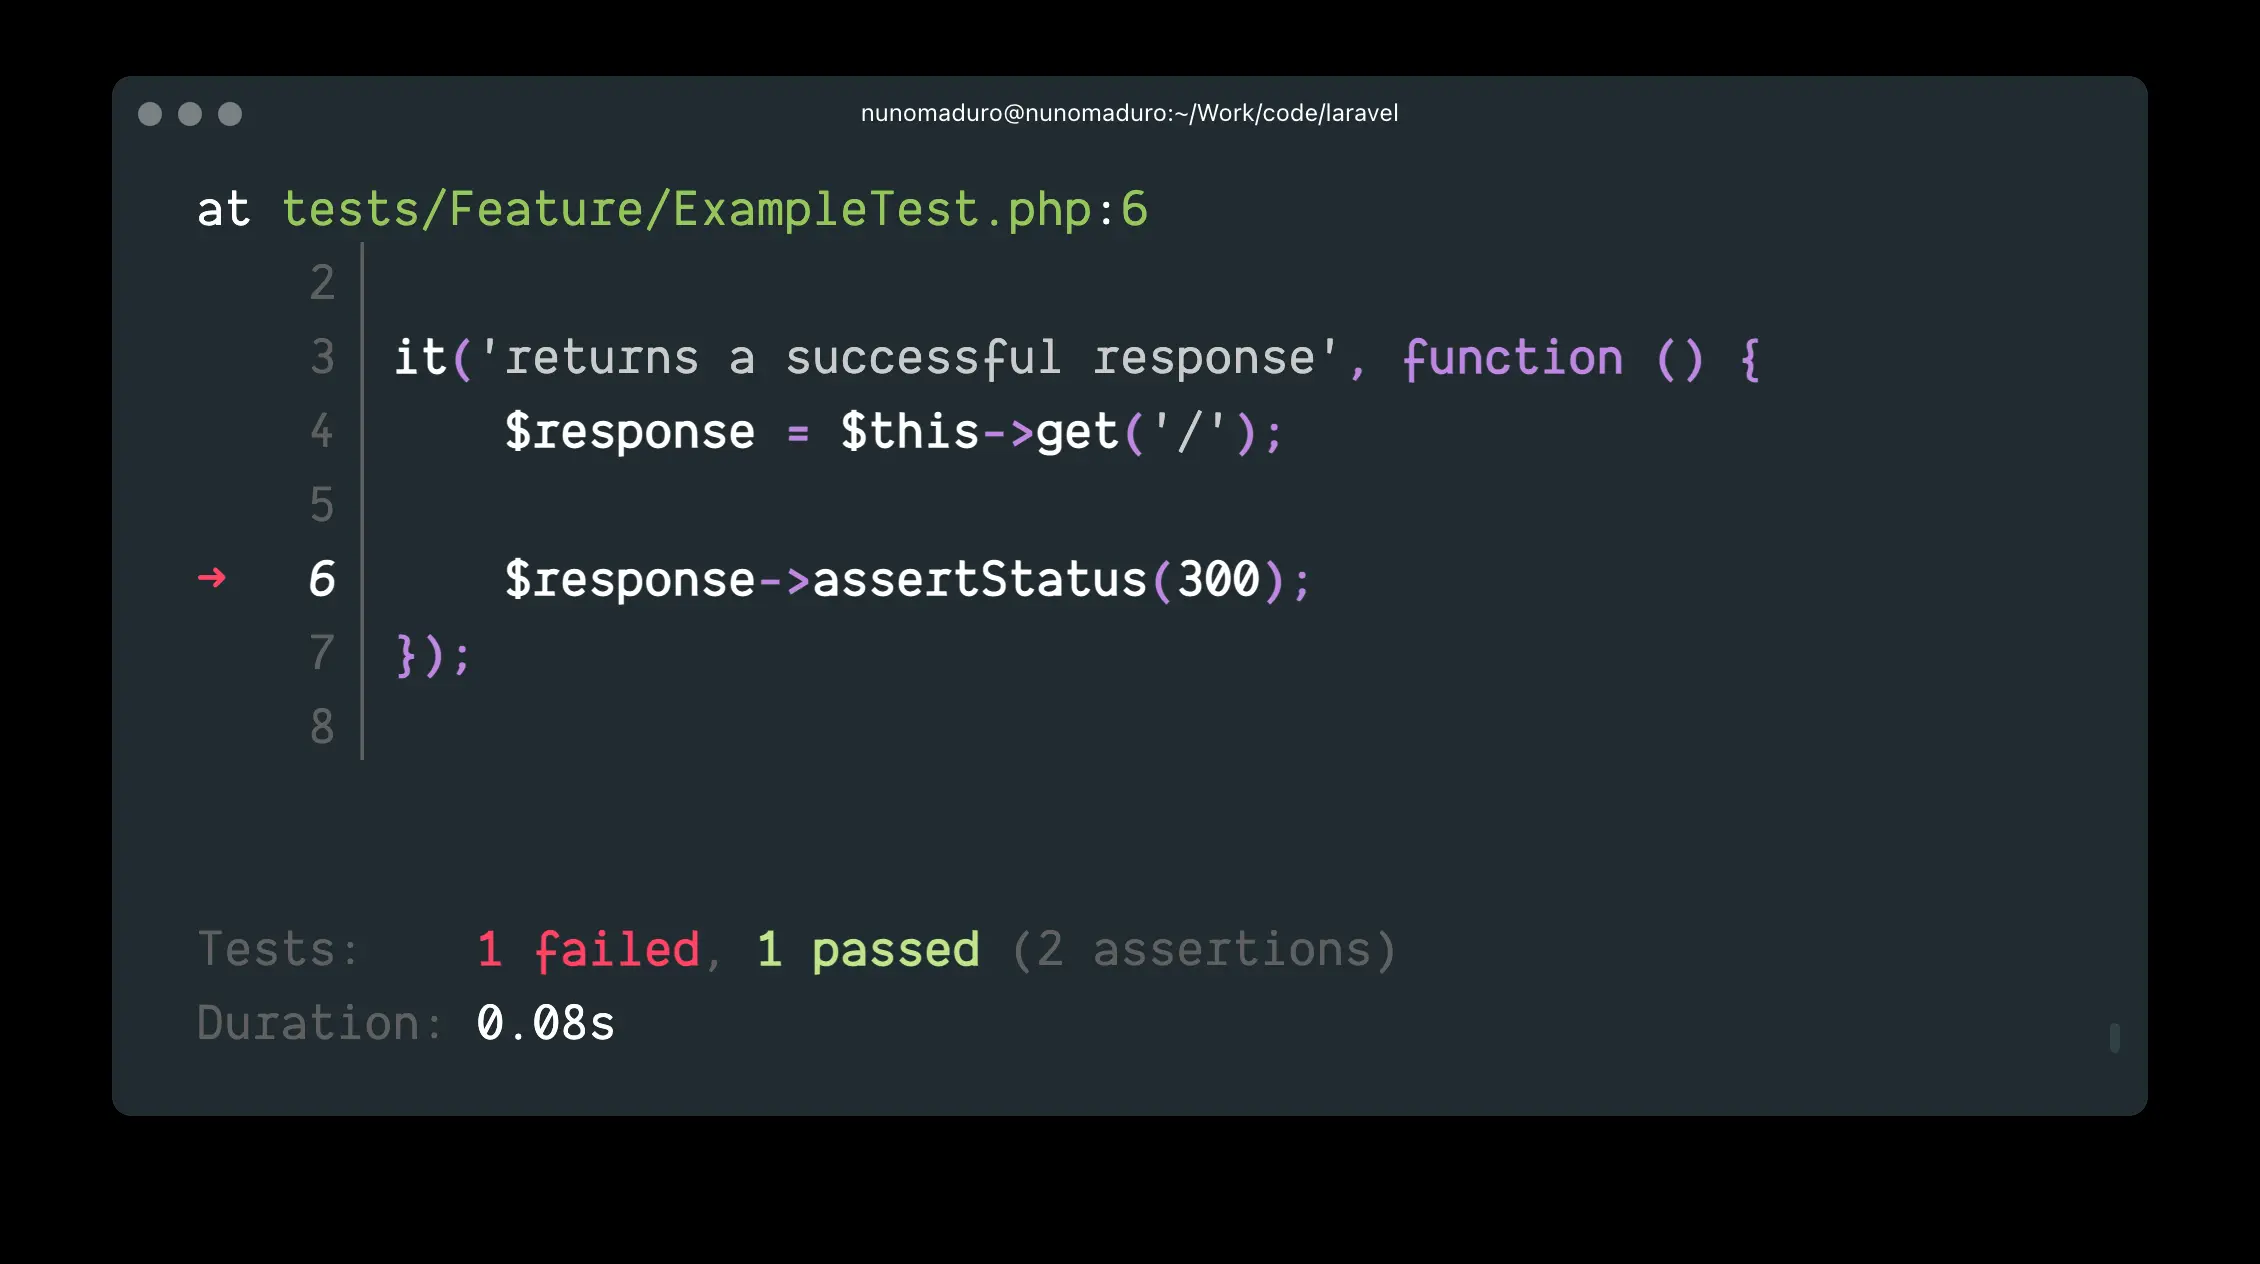 nunomaduro@nunomaduro:~/Work/code/laravel
at tests/Feature/ExampleTest.php:6
2
3 it('returns a successful response', function () {
4     $response = $this->get('/');
5
➜ 6     $response->assertStatus(300);
7 });
8
Tests:    1 failed, 1 passed (2 assertions)
Duration: 0.08s